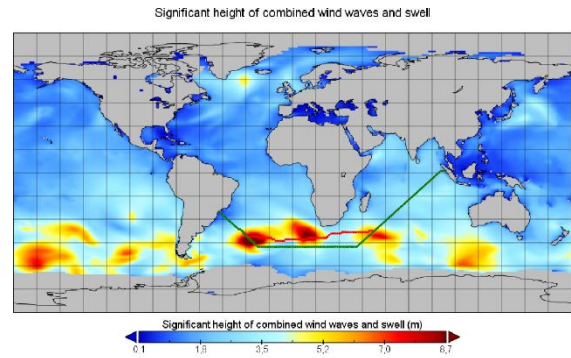 Significant height of combined wind waves and swell
Significant height of combined wind waves and swell (m)
0.1 1,8 3,5 5,2 7,0 8,7